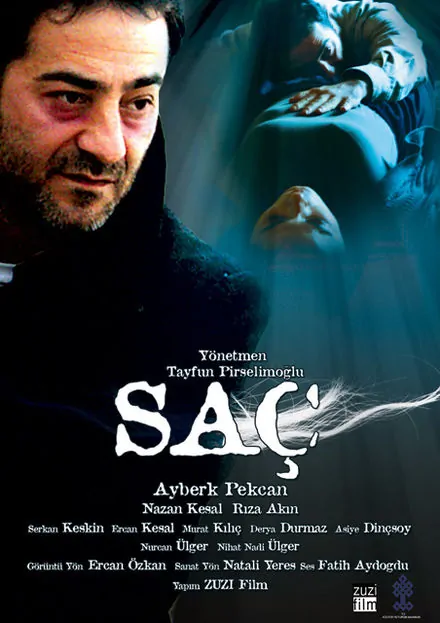 Yönetmen
Tayfun Pirselimoğlu
SAÇ
Ayberk Pekcan
Nazan Kesal Rıza Akın
Serkan Keskin Ercan Kesal Murat Kılıç Derya Durmaz Asiye Dinçsoy
Nurcan Ülger Nihat Nadi Ülger
Görüntü Yön Ercan Özkan Sanat Yön Natali Yeres Ses Fatih Aydoğdu
Yapım ZUZI Film
zuzi
film